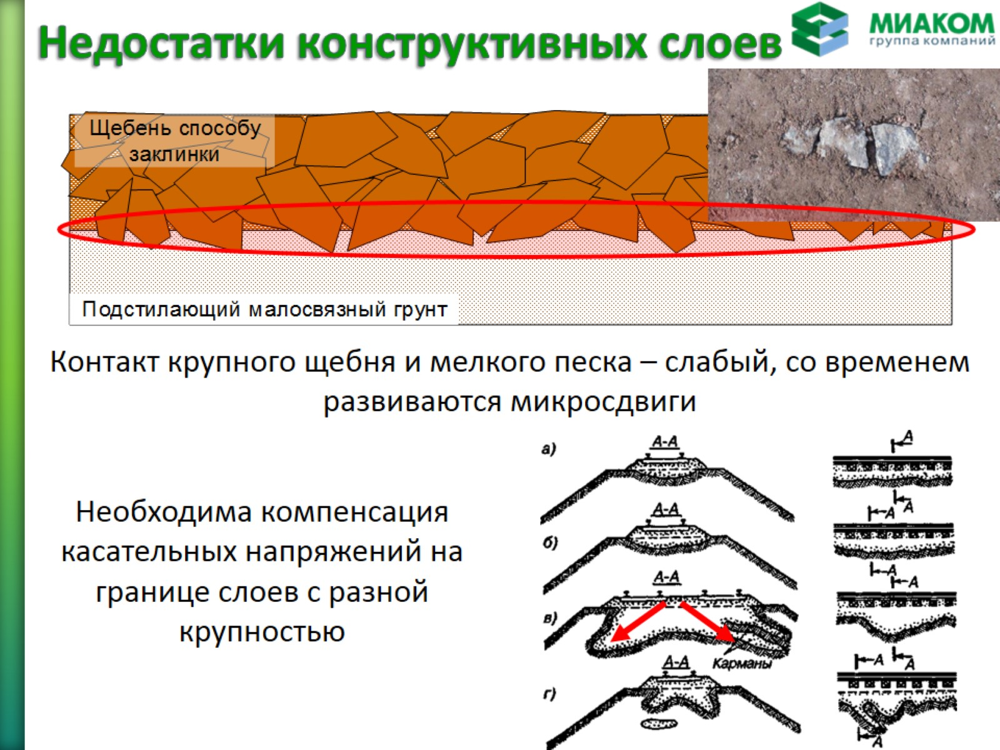 Недостатки конструктивных слоев
МИАКОМ
группа компаний
Щебень способу
заклинки
Подстилающий малосвязный грунт
Контакт крупного щебня и мелкого песка – слабый, со временем
развиваются микросдвиги
Необходима компенсация
касательных напряжений на
границе слоев с разной
крупностью
а)
А-А
А
А
б)
А-А
А
А
в)
А-А
А
Карманы
г)
А-А
А
А
А